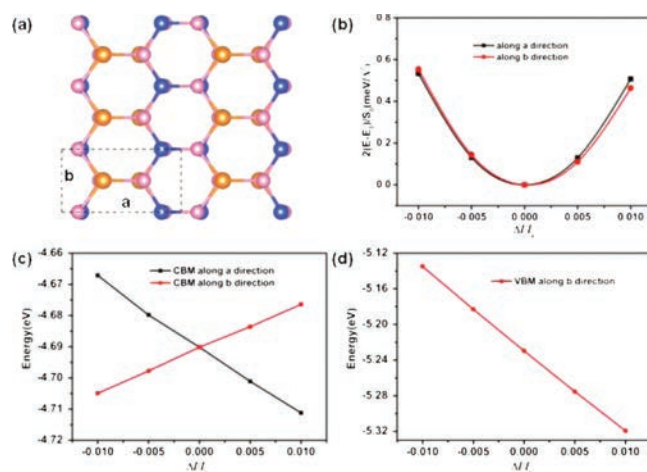 (a)
b
a
(b)
along a direction
along b direction
0.8
0.6
0.4
0.2
0.0
-0.010 -0.005 0.000 0.005 0.010
(c)
CBM along a direction
CBM along b direction
Energy(eV)
-4.66
-4.67
-4.68
-4.69
-4.70
-4.71
-4.72
-0.010 -0.005 0.000 0.005 0.010
(d)
VBM along b direction
Energy(eV)
-5.12
-5.16
-5.20
-5.24
-5.28
-5.32
-0.010 -0.005 0.000 0.005 0.010